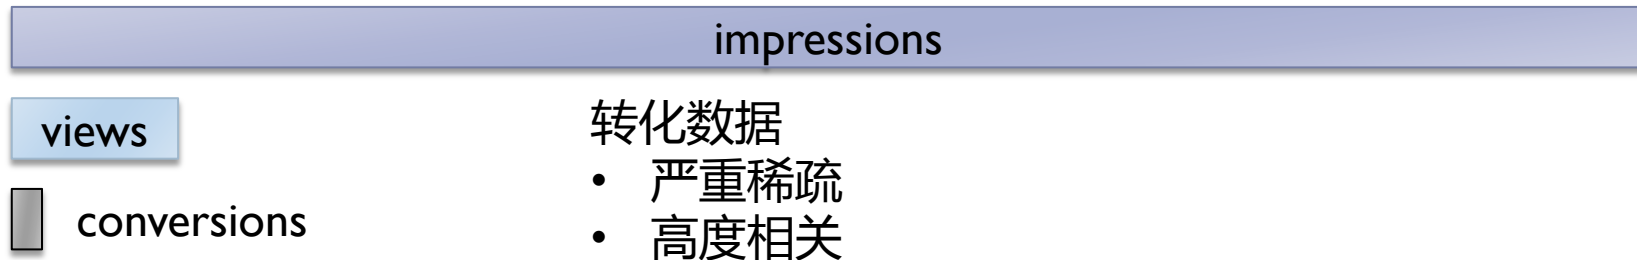 impressions
views
conversions
转化数据
• 严重稀疏
• 高度相关